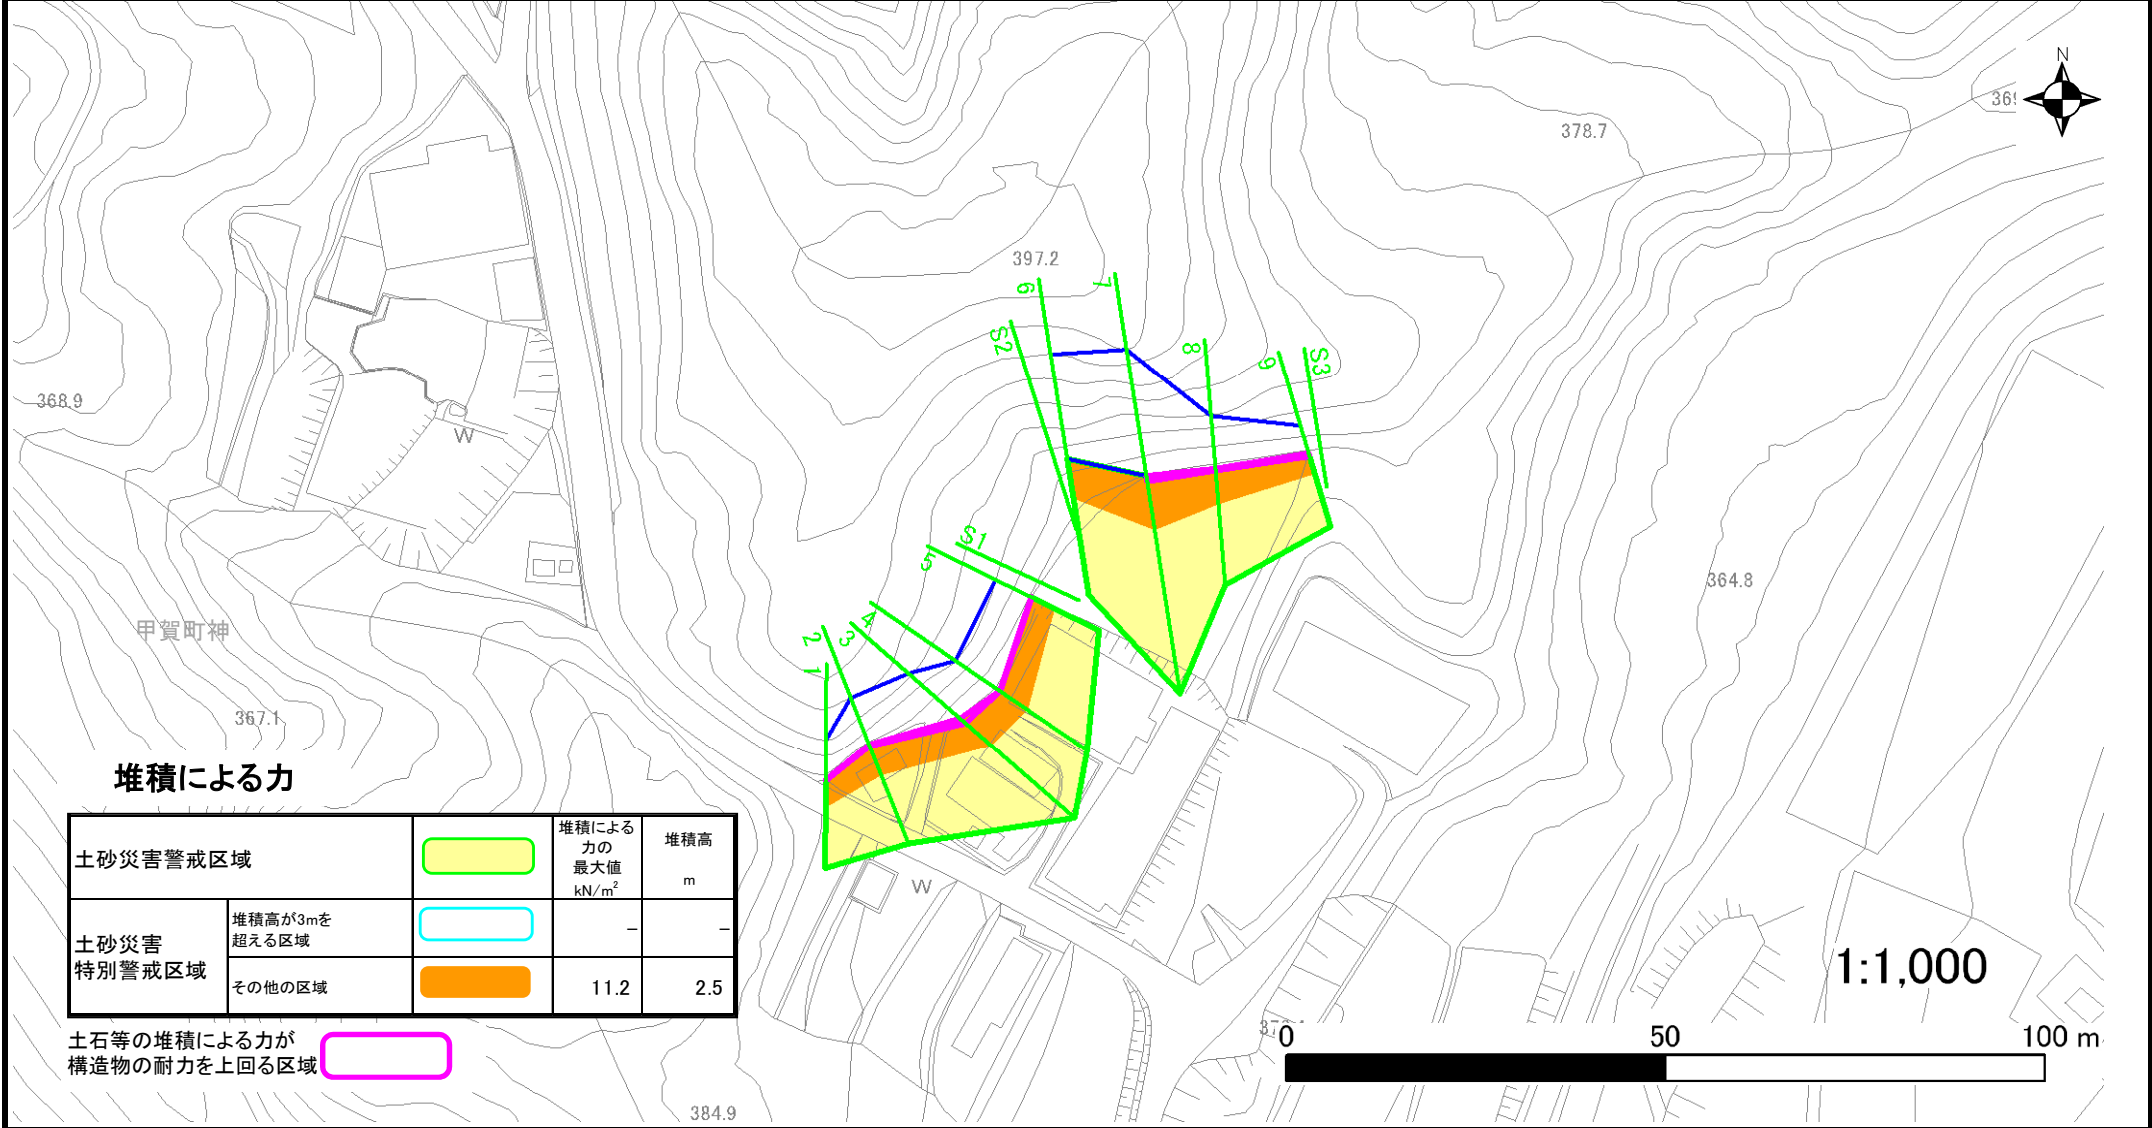 N
369
378.7
397.2
6
7
S2
8
9
S3
368.9
W
S1
5
364.8
4
甲賀町神
2
3
1
367.1
堆積による力
土砂災害警戒区域
堆積による
力の
最大値
kN/m²
堆積高
m
土砂災害
特別警戒区域
堆積高が3mを
超える区域
–
–
その他の区域
11.2
2.5
W
1:1,000
土石等の堆積による力が
構造物の耐力を上回る区域
0
50
100 m
384.9